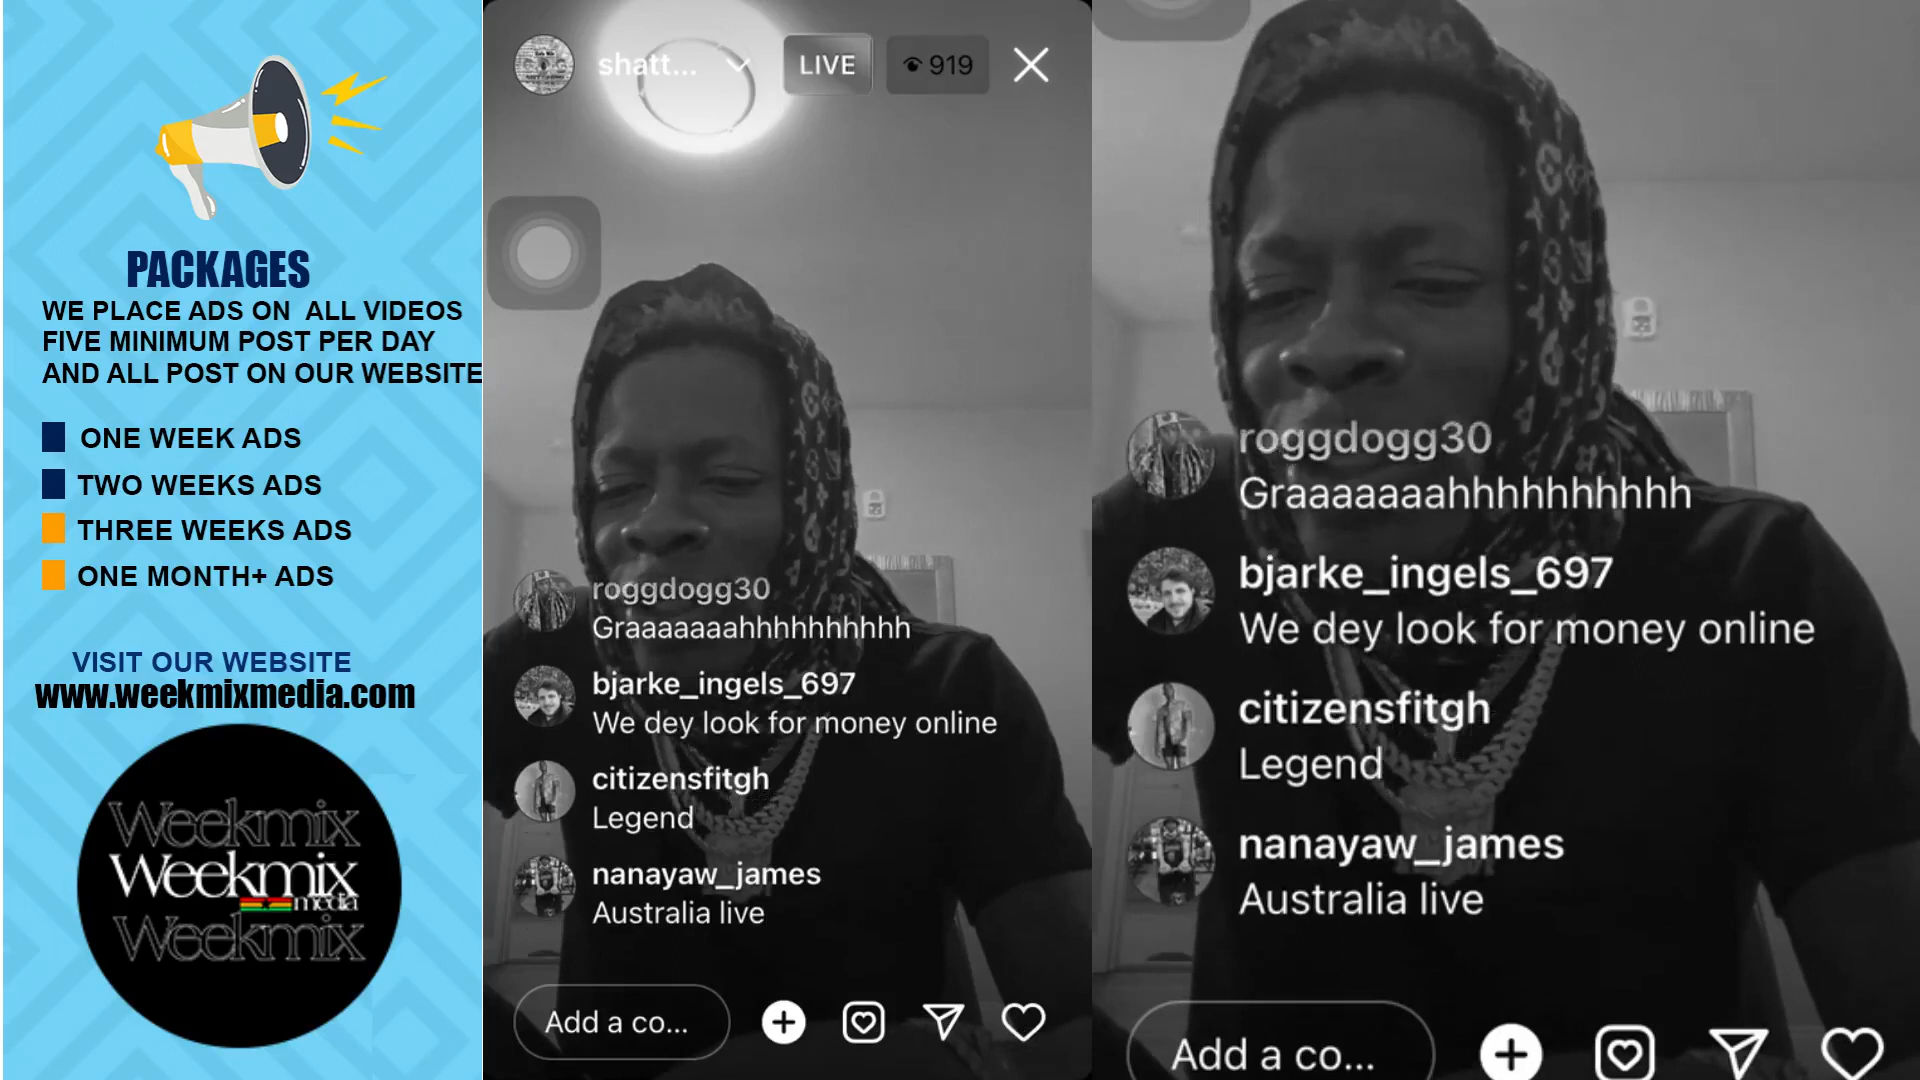 PACKAGES
WE PLACE ADS ON ALL VIDEOS
FIVE MINIMUM POST PER DAY
AND ALL POST ON OUR WEBSITE
ONE WEEK ADS
TWO WEEKS ADS
THREE WEEKS ADS
ONE MONTH+ ADS
VISIT OUR WEBSITE
www.weekmixmedia.com
Weekmix
Weekmix
media
Weekmix
shatt...
LIVE
919
roggdogg30
Graaaaaaahhhhhhhhhh
bjarke_ingels_697
We dey look for money online
citizensfitgh
Legend
nanayaw_james
Australia live
Add a co...
roggdogg30
Graaaaaaahhhhhhhhhh
bjarke_ingels_697
We dey look for money online
citizensfitgh
Legend
nanayaw_james
Australia live
Add a co...